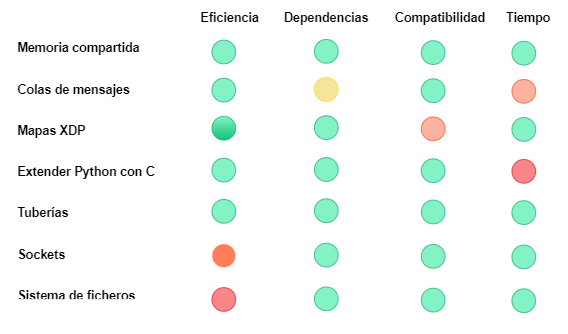 Eficiencia Dependencias Compatibilidad Tiempo
Memoria compartida
Colas de mensajes
Mapas XDP
Extender Python con C
Tuberías
Sockets
Sistema de ficheros